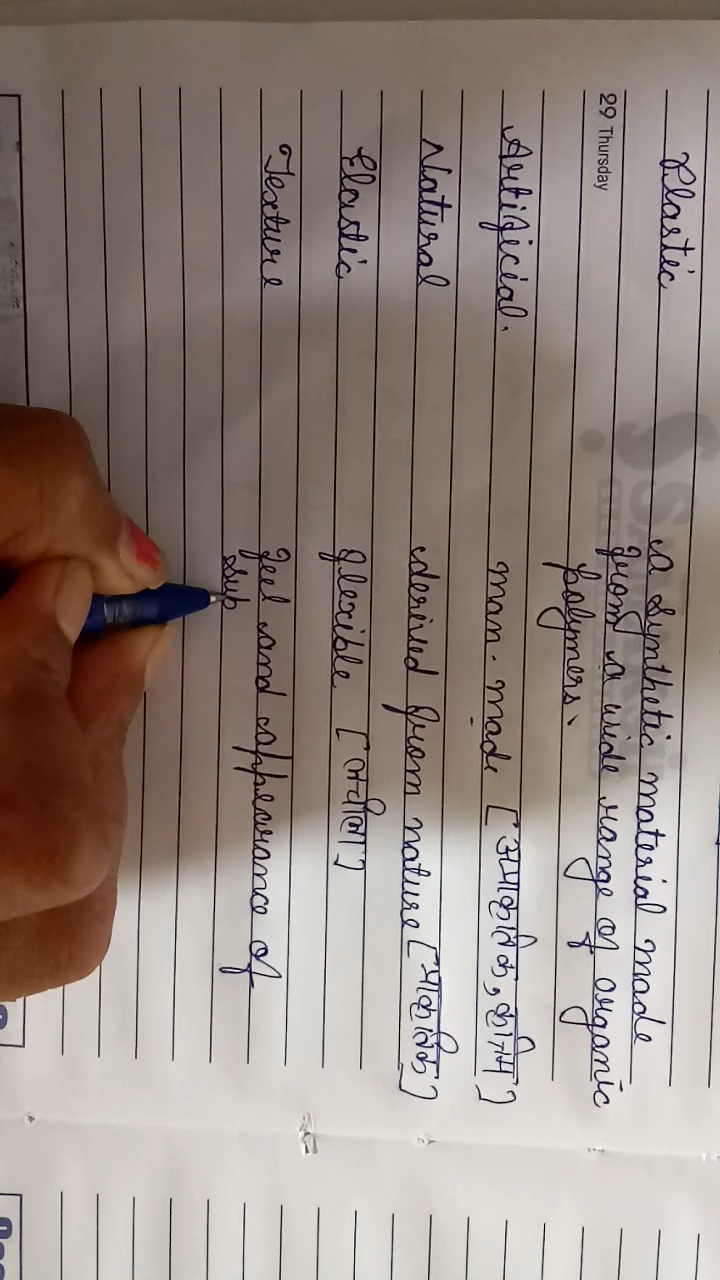 Plastic a synthetic material made
29 Thursday from a wide range of organic
polymers.
Artificial. man-made [अप्राकृतिक, कृत्रिम]
Natural derived from nature [प्राकृतिक]
Elastic flexible [लचीला]
Texture feel and appearance of
sup